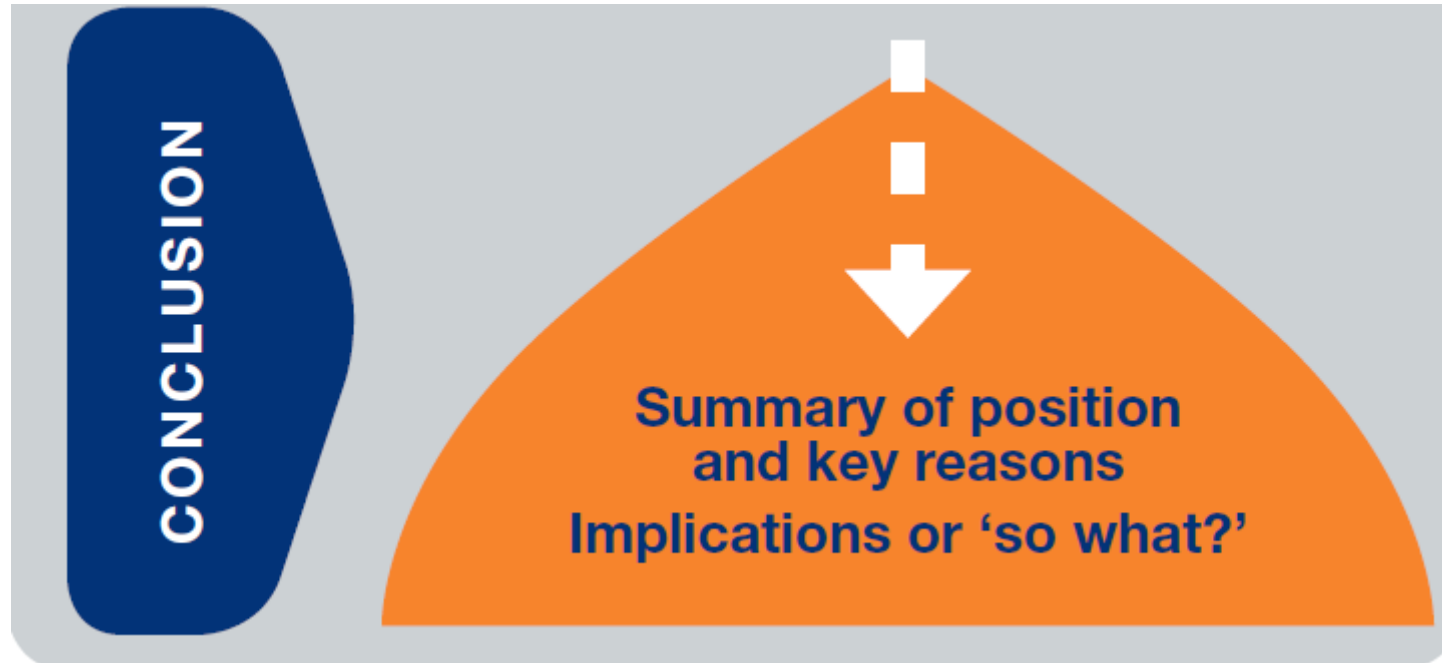 CONCLUSION
Summary of position
and key reasons
Implications or ‘so what?’